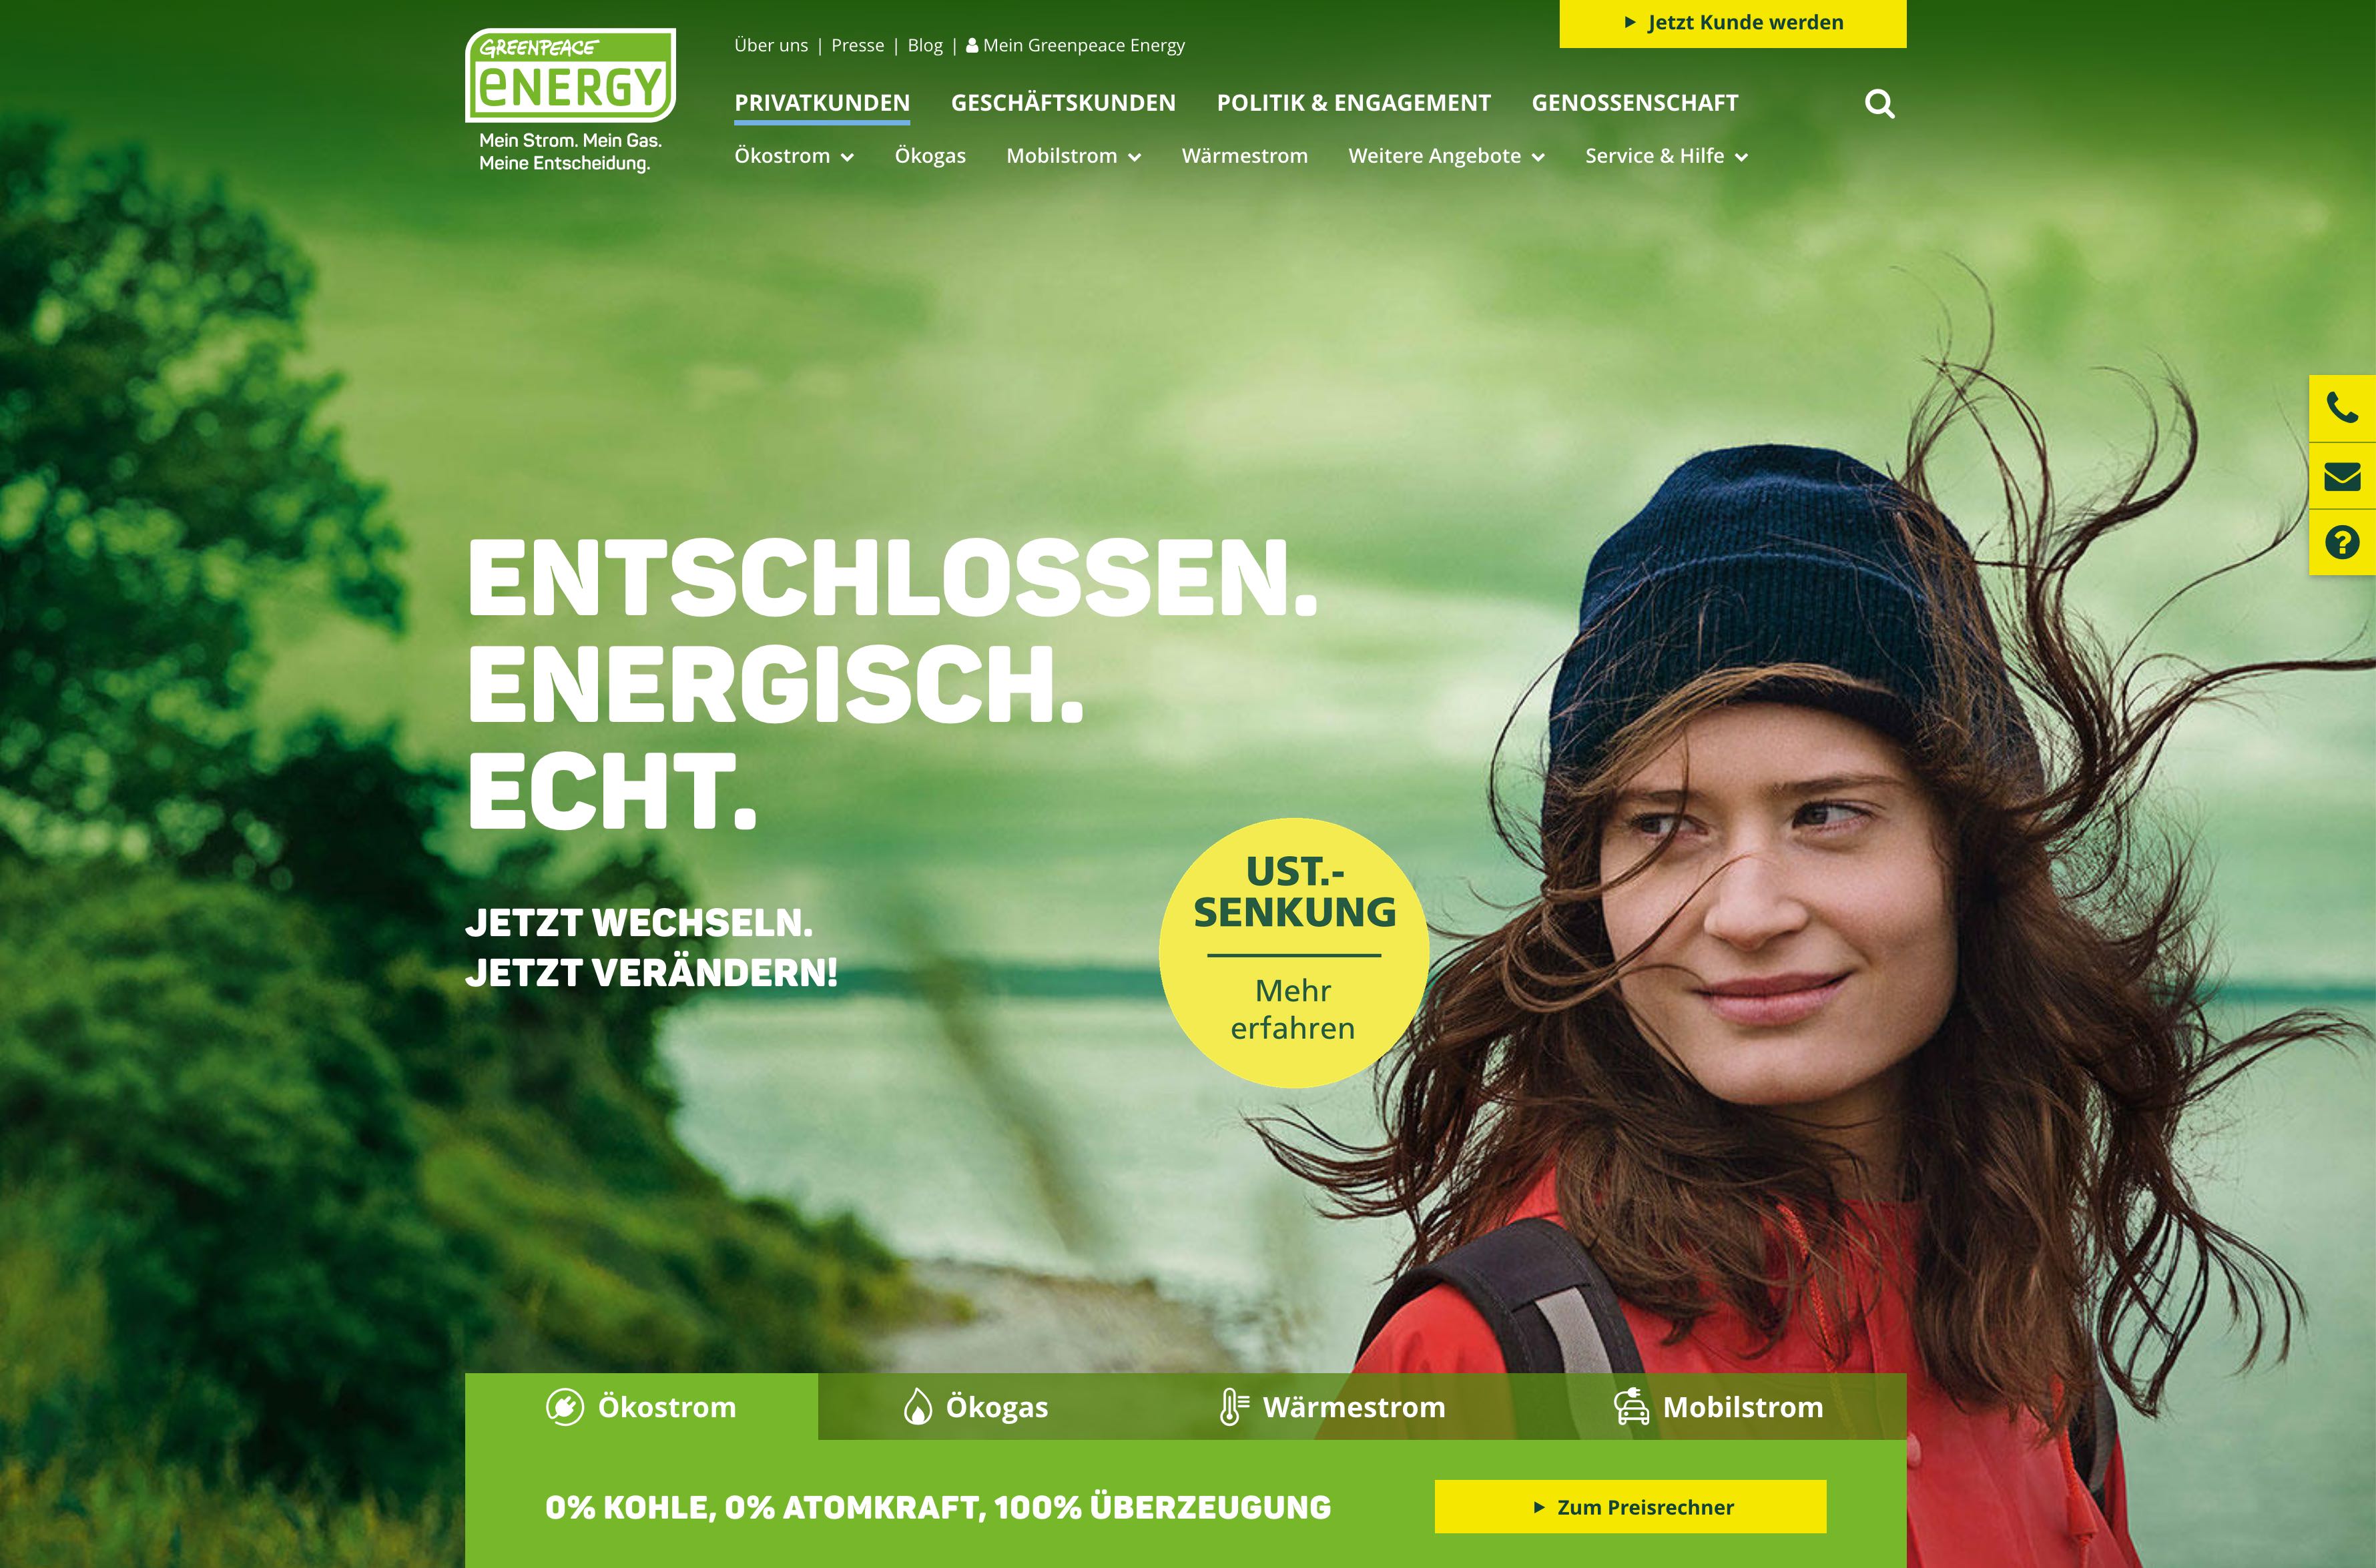 GREENPEACE
ENERGY
Mein Strom. Mein Gas.
Meine Entscheidung.
Über uns | Presse | Blog | Mein Greenpeace Energy
Jetzt Kunde werden
PRIVATKUNDEN GESCHÄFTSKUNDEN POLITIK & ENGAGEMENT GENOSSENSCHAFT
Ökostrom Ökogas Mobilstrom Wärmestrom Weitere Angebote Service & Hilfe
ENTSCHLOSSEN.
ENERGISCH.
ECHT.
JETZT WECHSELN.
JETZT VERÄNDERN!
UST.-
SENKUNG
Mehr
erfahren
Ökostrom Ökogas Wärmestrom Mobilstrom
0% KOHLE, 0% ATOMKRAFT, 100% ÜBERZEUGUNG
Zum Preisrechner